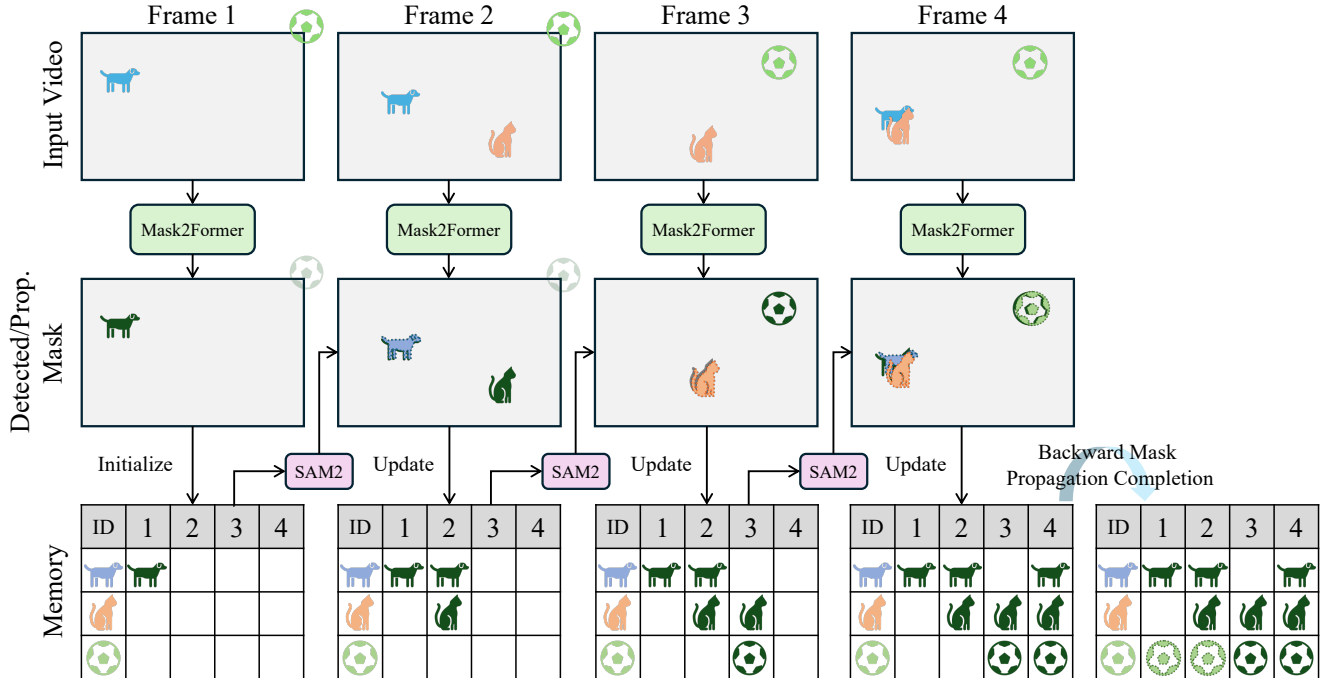 Frame 1 Frame 2 Frame 3 Frame 4
Input Video
Mask2Former Mask2Former Mask2Former Mask2Former
Detected/Prop.
Mask
Initialize SAM2 Update SAM2 Update SAM2 Update
Backward Mask
Propagation Completion
Memory
ID 1 2 3 4 ID 1 2 3 4 ID 1 2 3 4 ID 1 2 3 4 ID 1 2 3 4